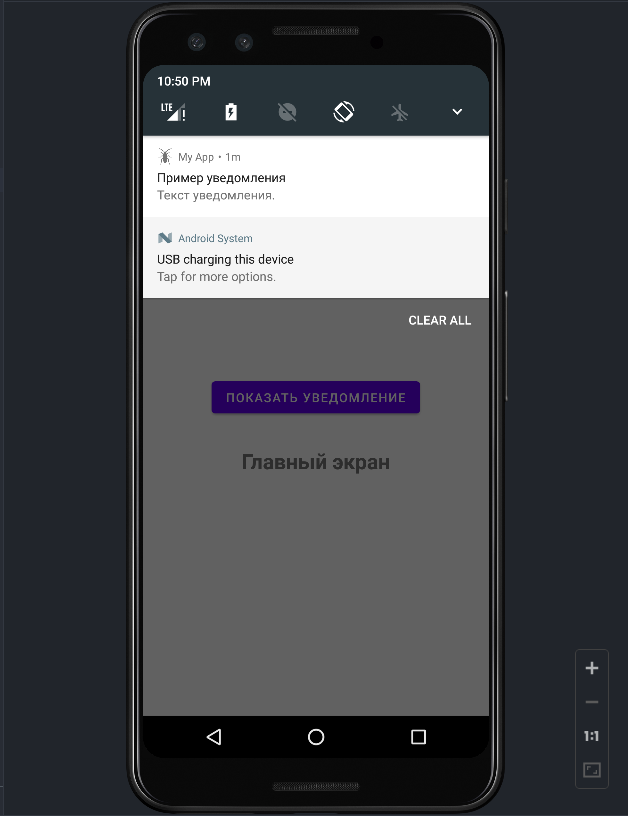 10:50 PM
LTE
My App • 1m
Пример уведомления
Текст уведомления.
Android System
USB charging this device
Tap for more options.
CLEAR ALL
ПОКАЗАТЬ УВЕДОМЛЕНИЕ
Главный экран
1:1